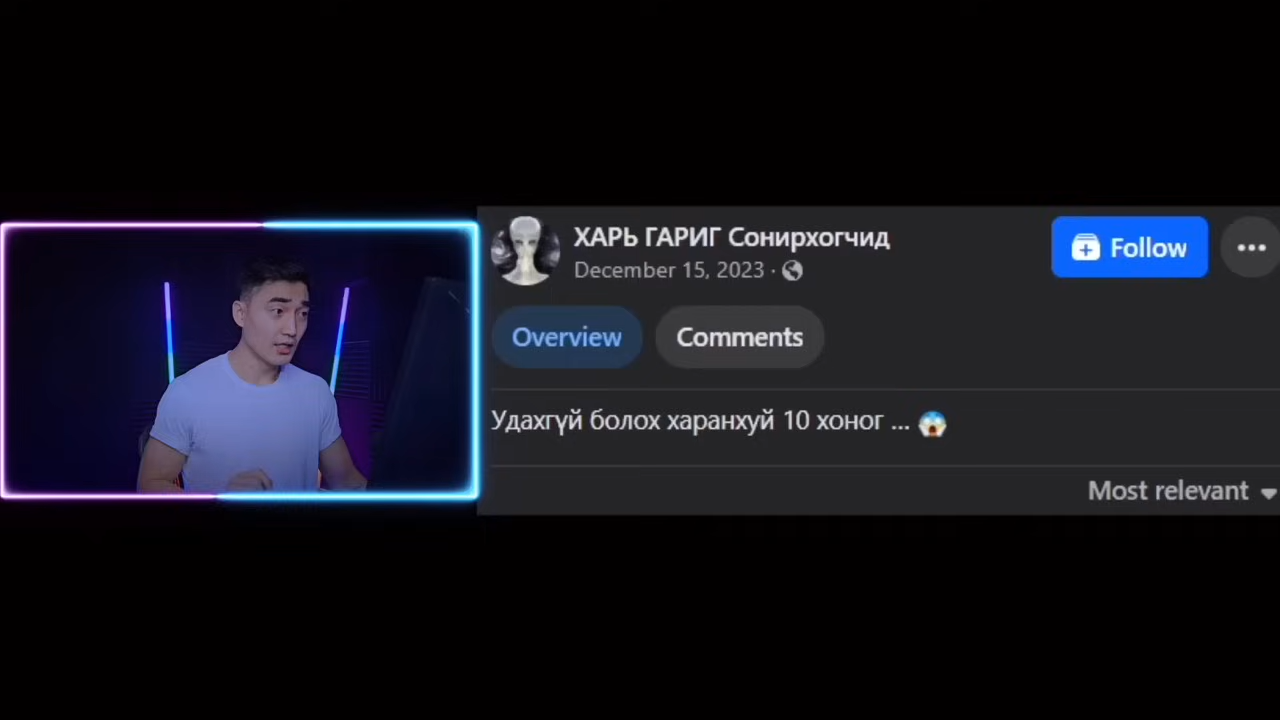 ХАРЬ ГАРИГ Сонирхогчид
December 15, 2023 ·
Follow
Overview
Comments
Удахгүй болох харанхуй 10 хоног ... 😱
Most relevant